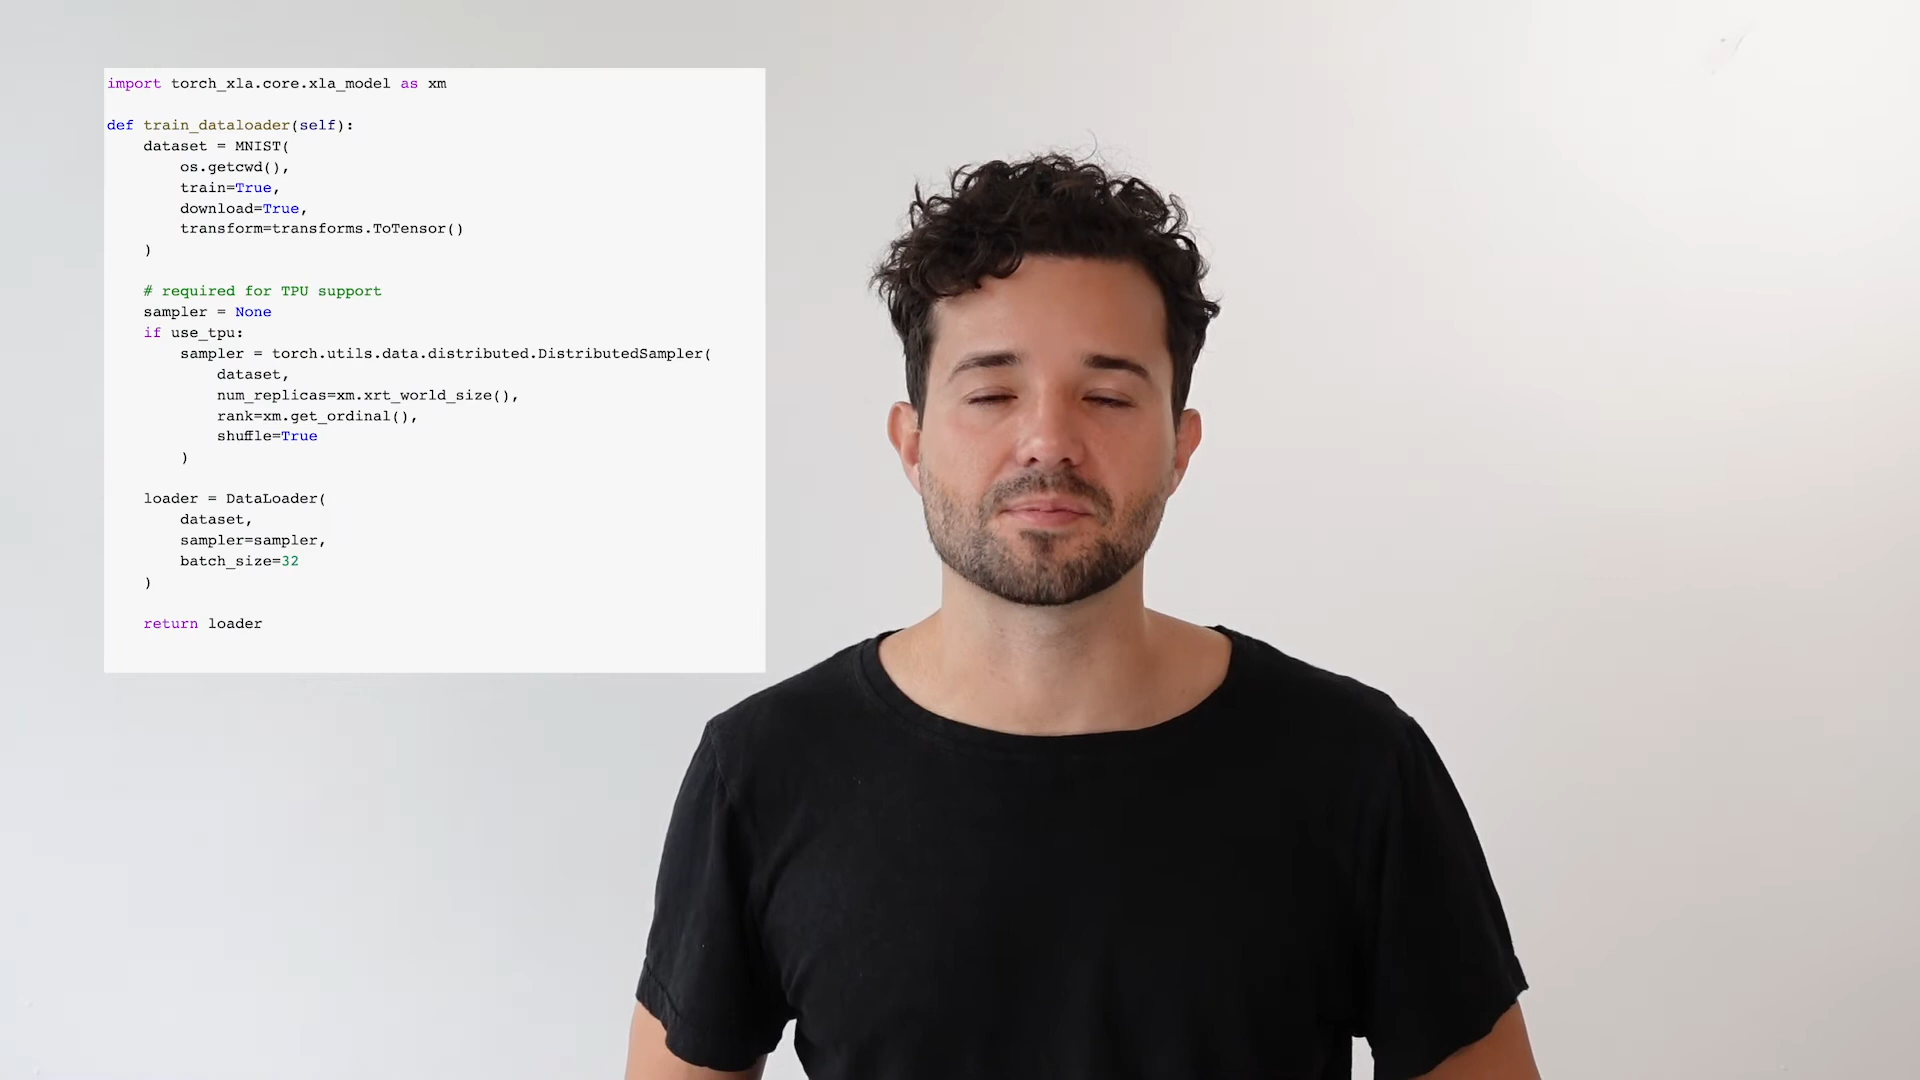 import torch_xla.core.xla_model as xm
def train_dataloader(self):
dataset = MNIST(
os.getcwd(),
train=True,
download=True,
transform=transforms.ToTensor()
)
# required for TPU support
sampler = None
if use_tpu:
sampler = torch.utils.data.distributed.DistributedSampler(
dataset,
num_replicas=xm.xrt_world_size(),
rank=xm.get_ordinal(),
shuffle=True
)
loader = DataLoader(
dataset,
sampler=sampler,
batch_size=32
)
return loader